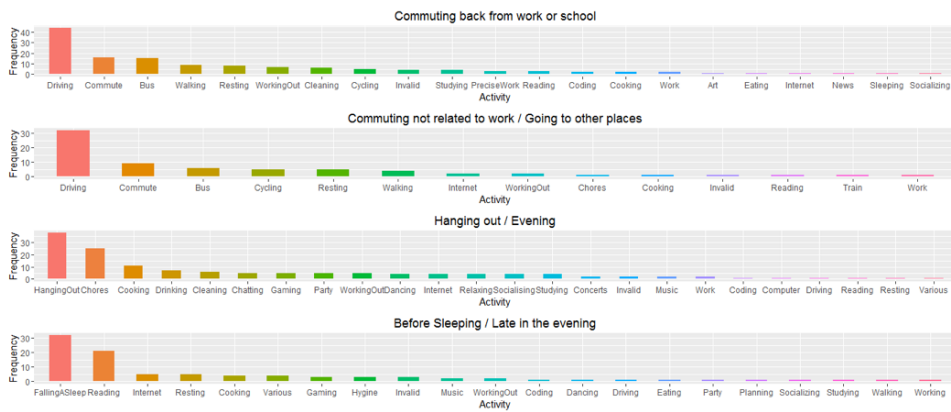 Commuting back from work or school
Frequency
40
30
20
10
0
Driving Commute Bus Walking Resting WorkingOut Cleaning Cycling Invalid Studying PreciseWork Reading Coding Cooking Work Art Eating Internet News Sleeping Socializing
Activity
Commuting not related to work / Going to other places
Frequency
30
20
10
0
Driving Commute Bus Cycling Resting Walking Internet WorkingOut Chores Cooking Invalid Reading Train Work
Activity
Hanging out / Evening
Frequency
30
20
10
0
HangingOut Chores Cooking Drinking Cleaning Chatting Gaming Party WorkingOut Dancing Internet Relaxing Socialising Studying Concerts Invalid Music Work Coding Computer Driving Reading Resting Various
Activity
Before Sleeping / Late in the evening
Frequency
30
20
10
0
FallingASleep Reading Internet Resting Cooking Various Gaming Hygine Invalid Music WorkingOut Coding Dancing Driving Eating Party Planning Socializing Studying Walking Working
Activity